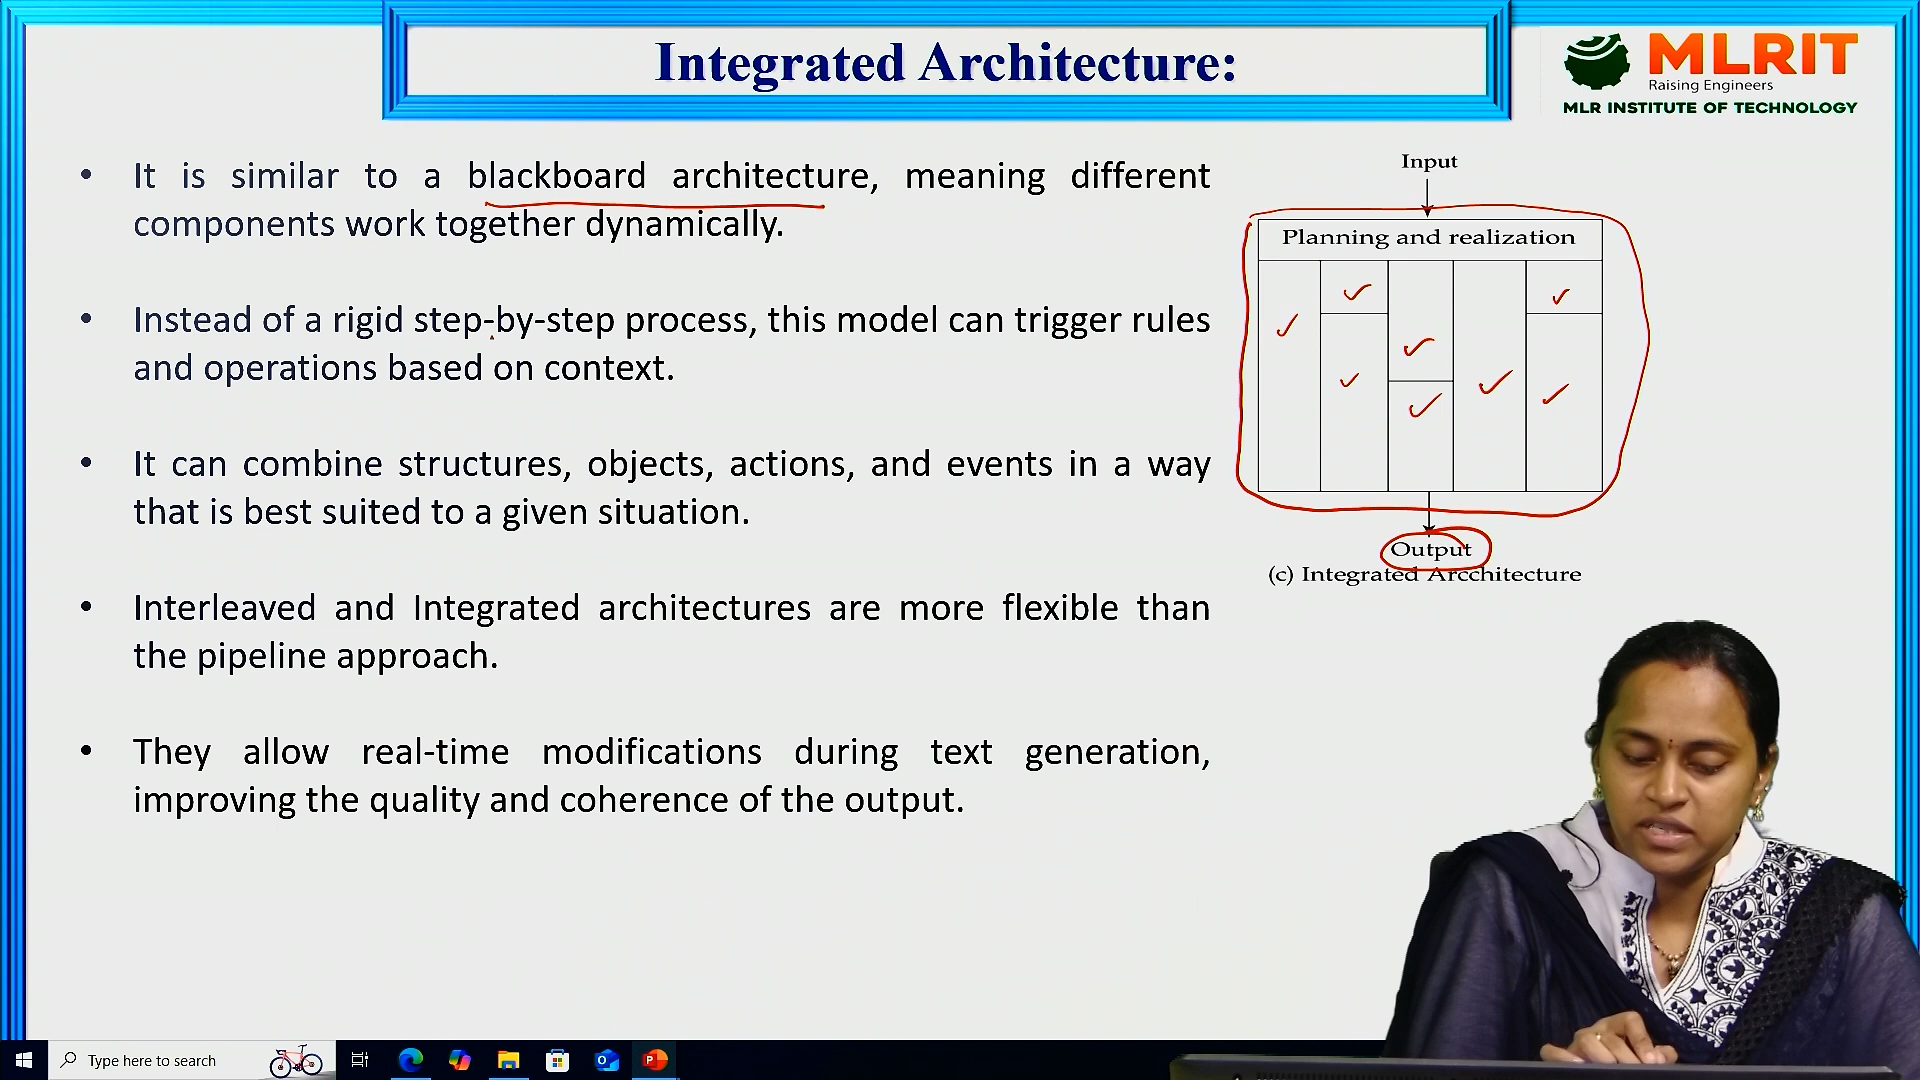 Integrated Architecture:
MLRIT
Raising Engineers
MLR INSTITUTE OF TECHNOLOGY
• It is similar to a blackboard architecture, meaning different
components work together dynamically.
• Instead of a rigid step-by-step process, this model can trigger rules
and operations based on context.
• It can combine structures, objects, actions, and events in a way
that is best suited to a given situation.
• Interleaved and Integrated architectures are more flexible than
the pipeline approach.
• They allow real-time modifications during text generation,
improving the quality and coherence of the output.
Input
Planning and realization
Output
(c) Integrated Arcchitecture
Type here to search